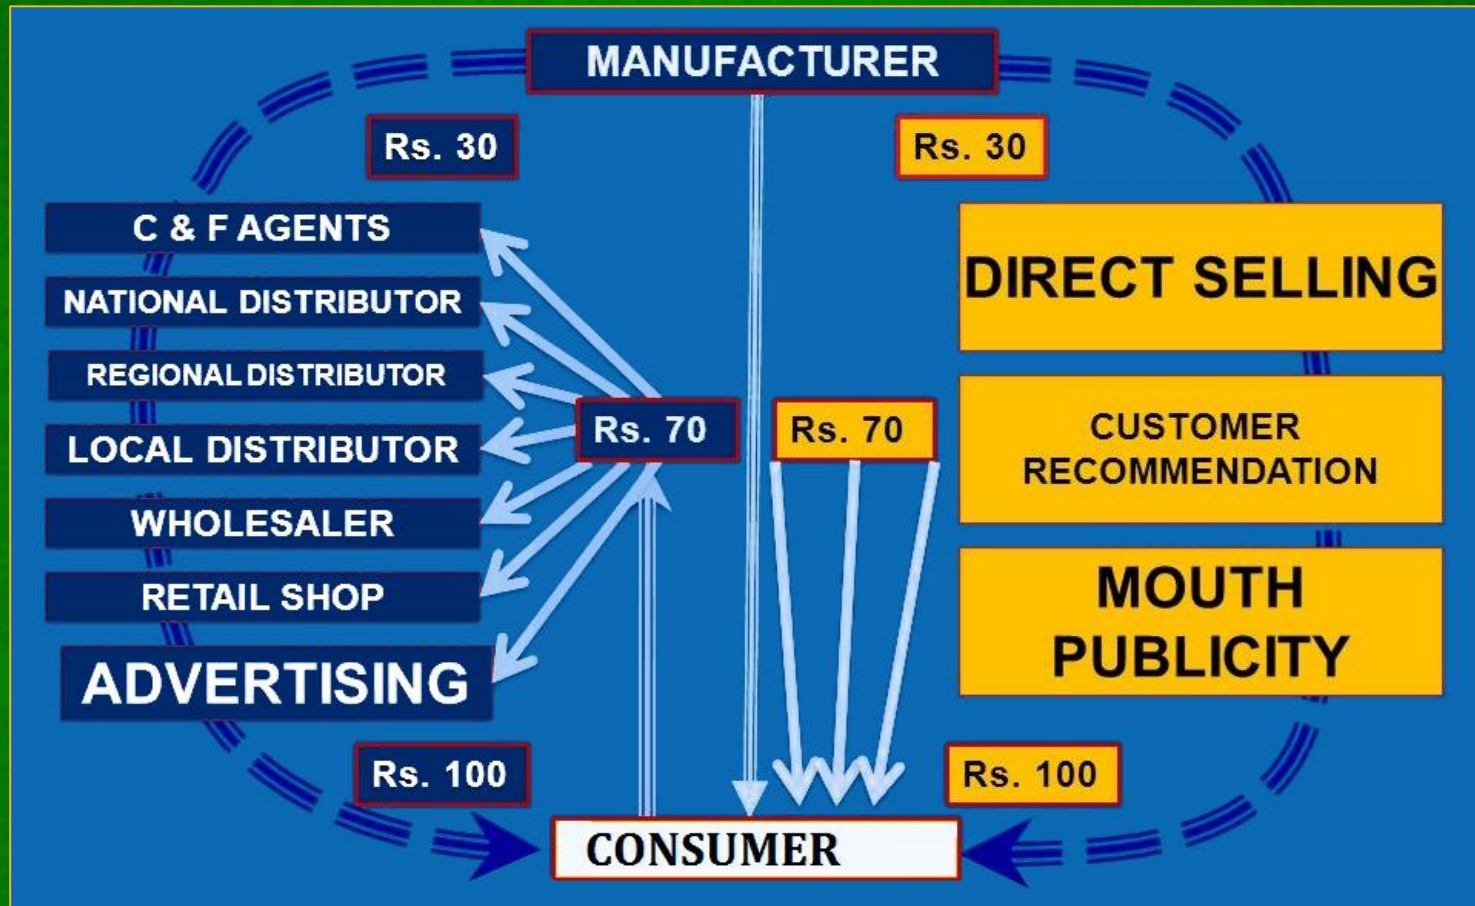 MANUFACTURER
Rs. 30
Rs. 30
C & F AGENTS
NATIONAL DISTRIBUTOR
REGIONAL DISTRIBUTOR
LOCAL DISTRIBUTOR
WHOLESALER
RETAIL SHOP
ADVERTISING
Rs. 70
Rs. 70
DIRECT SELLING
CUSTOMER
RECOMMENDATION
MOUTH
PUBLICITY
Rs. 100
Rs. 100
CONSUMER